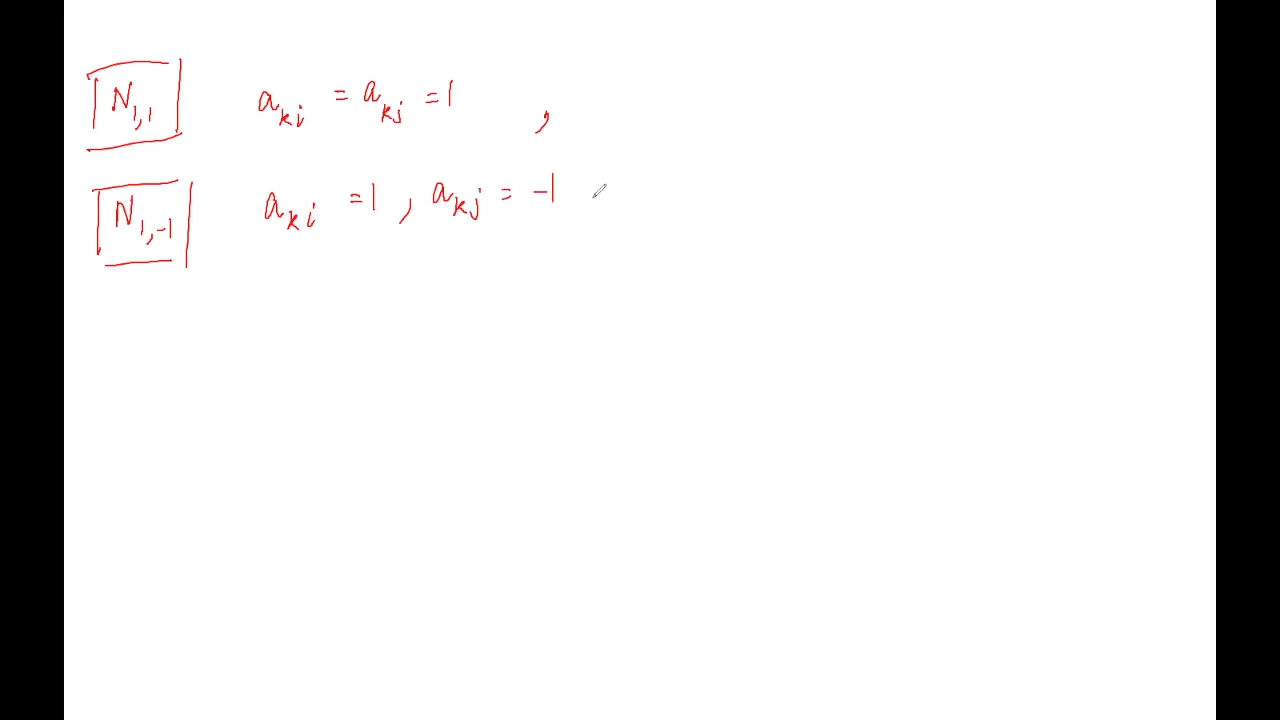 N₁,₁ aₖᵢ = aₖⱼ = 1 ,
N₁,₋₁ aₖᵢ = 1 , aₖⱼ = -1